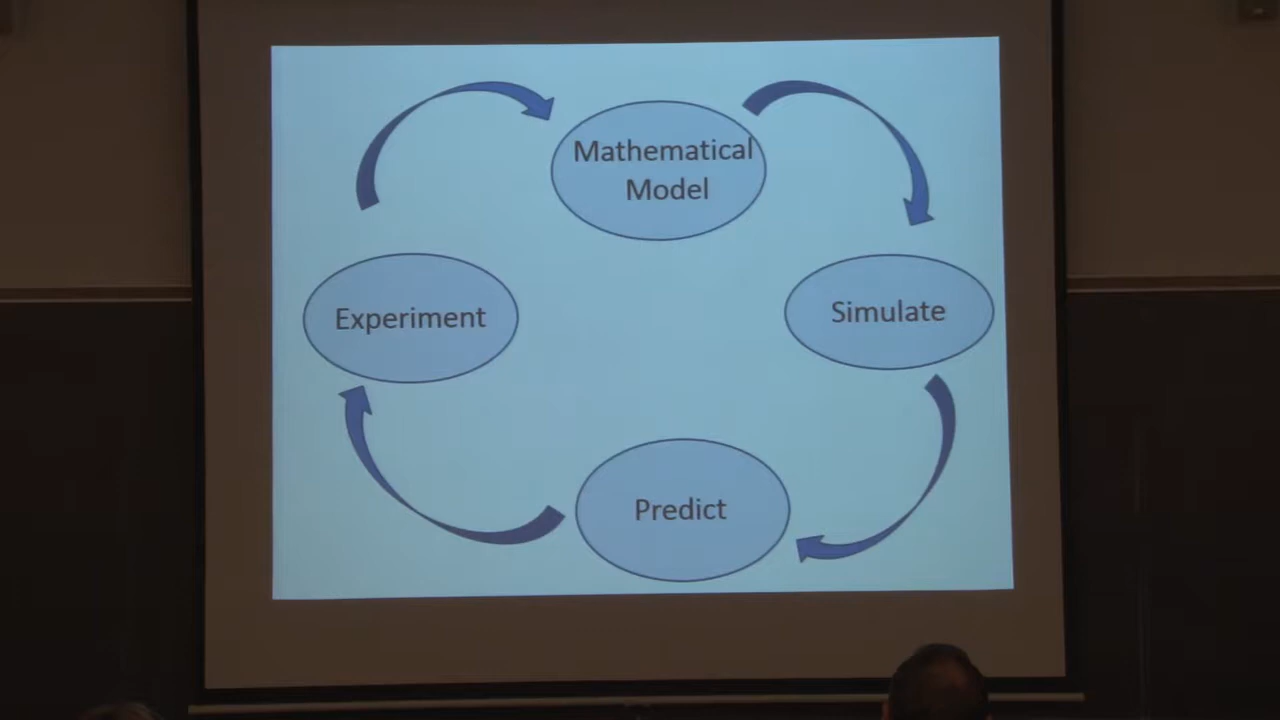 Mathematical
Model
Experiment
Simulate
Predict